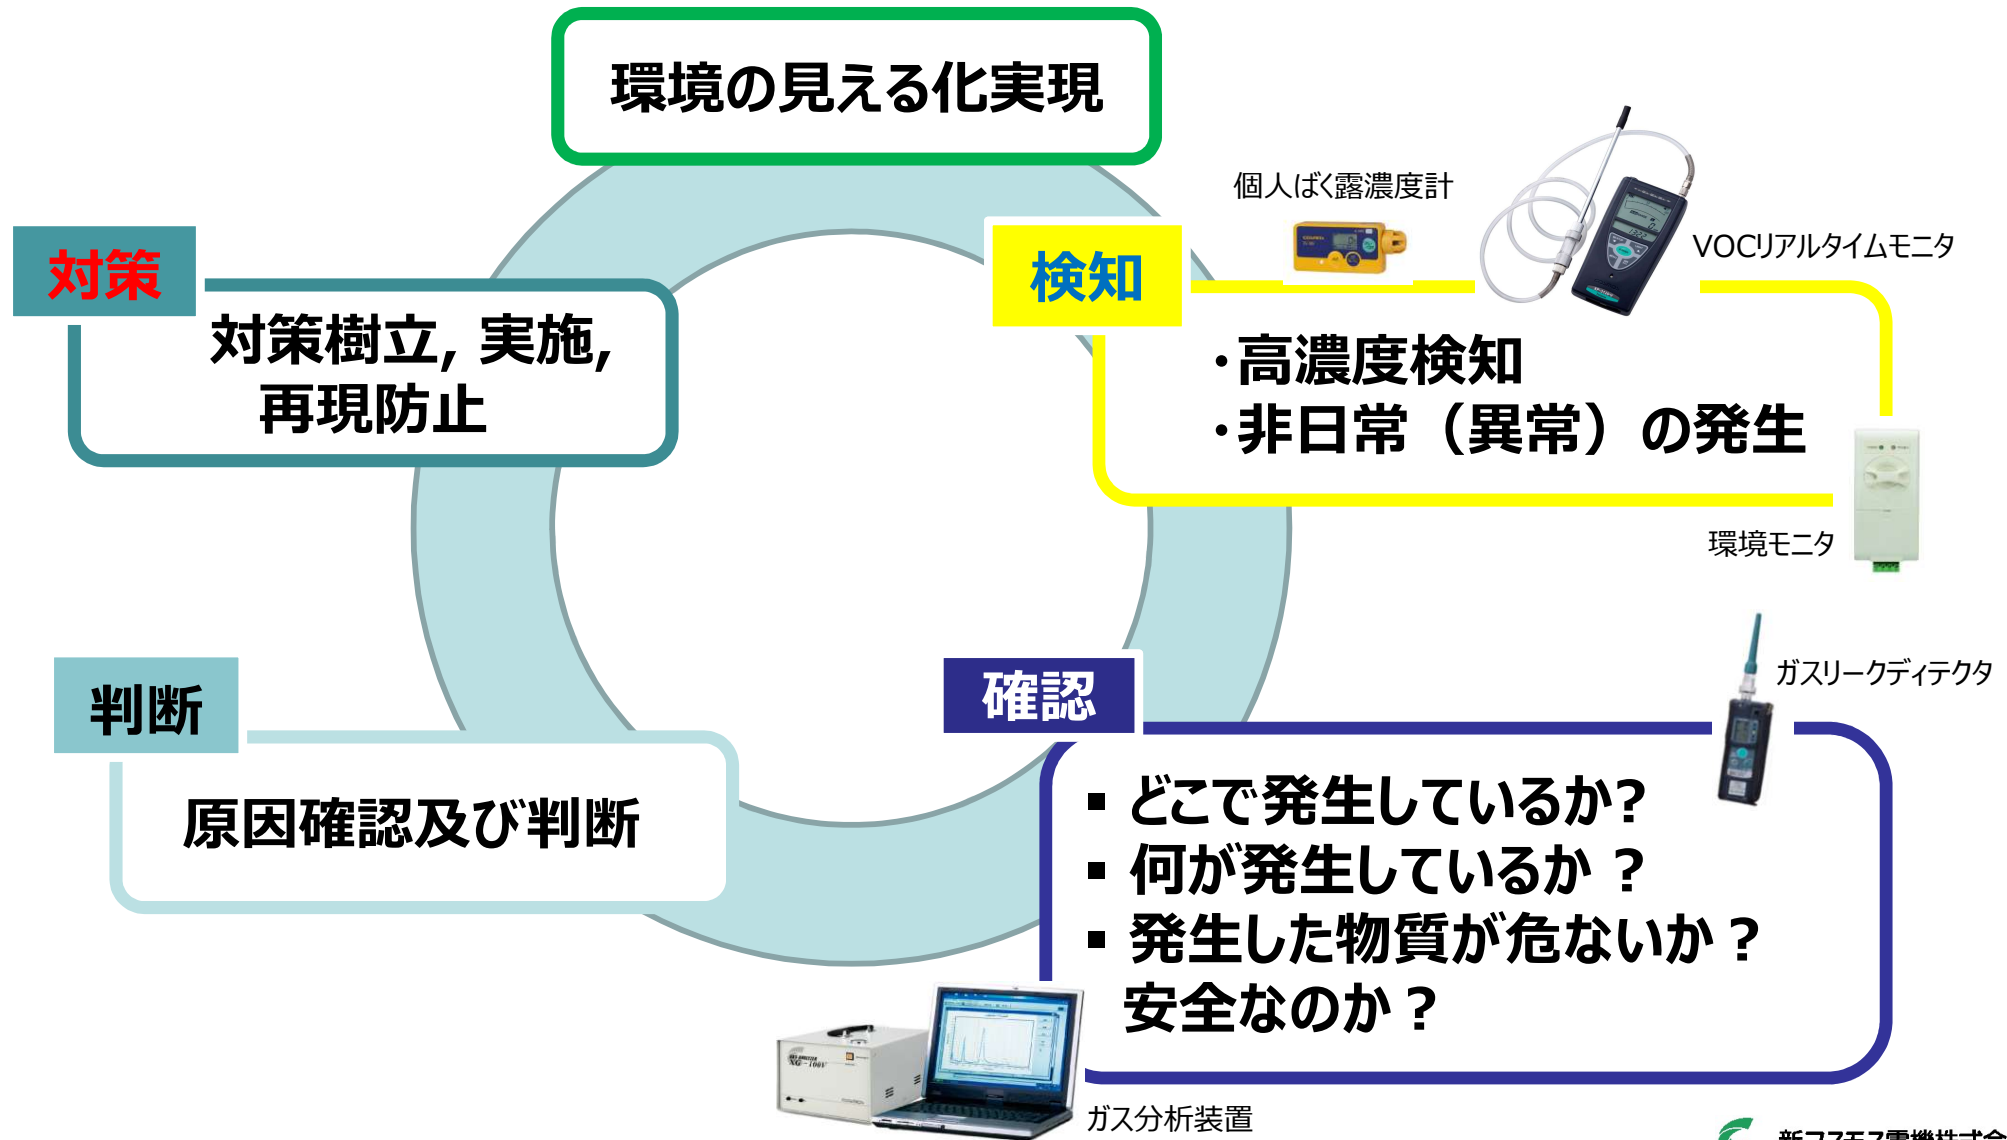 環境の見える化実現
個人ばく露濃度計
VOCリアルタイムモニタ
検知
・高濃度検知
・非日常（異常）の発生
環境モニタ
対策
対策樹立, 実施,
再現防止
判断
原因確認及び判断
確認
ガスリークディテクタ
▪ どこで発生しているか?
▪ 何が発生しているか？
▪ 発生した物質が危ないか？
安全なのか？
XG-100V
ガス分析装置